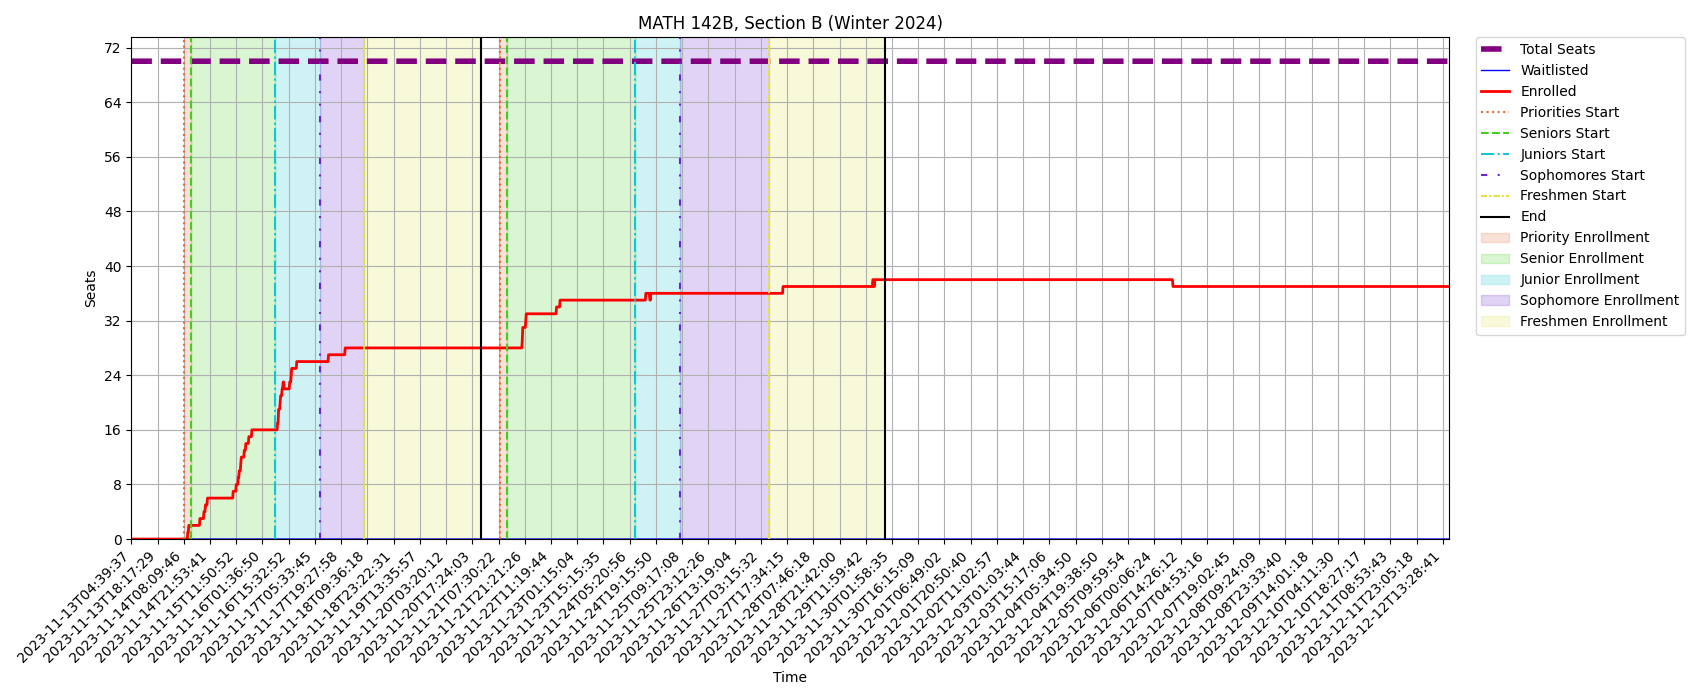 MATH 142B, Section B (Winter 2024)
72
64
56
48
40
32
24
16
8
0
Seats
2023-11-13T04:39:37
2023-11-13T18:17:29
2023-11-14T08:09:46
2023-11-14T21:53:41
2023-11-15T11:50:52
2023-11-16T01:36:50
2023-11-16T15:32:52
2023-11-17T05:33:45
2023-11-17T19:27:58
2023-11-18T09:36:18
2023-11-18T23:22:31
2023-11-19T13:35:57
2023-11-20T03:20:12
2023-11-20T17:24:03
2023-11-21T07:30:22
2023-11-21T21:21:26
2023-11-22T11:19:44
2023-11-23T01:15:04
2023-11-23T15:15:35
2023-11-24T05:20:56
2023-11-24T19:15:50
2023-11-25T09:17:08
2023-11-25T23:12:26
2023-11-26T13:19:04
2023-11-27T03:15:32
2023-11-27T17:34:15
2023-11-28T07:46:18
2023-11-28T21:42:00
2023-11-29T11:59:42
2023-11-30T01:58:35
2023-11-30T16:15:09
2023-12-01T06:49:02
2023-12-01T20:50:40
2023-12-02T11:02:57
2023-12-03T01:03:44
2023-12-03T15:17:06
2023-12-04T05:34:50
2023-12-04T19:38:50
2023-12-05T09:59:54
2023-12-06T00:06:24
2023-12-06T14:26:12
2023-12-07T04:53:16
2023-12-07T19:02:45
2023-12-08T09:24:09
2023-12-08T23:33:40
2023-12-09T14:01:18
2023-12-10T04:11:30
2023-12-10T18:27:17
2023-12-11T08:53:43
2023-12-11T23:05:18
2023-12-12T13:28:41
Time
Total Seats
Waitlisted
Enrolled
Priorities Start
Seniors Start
Juniors Start
Sophomores Start
Freshmen Start
End
Priority Enrollment
Senior Enrollment
Junior Enrollment
Sophomore Enrollment
Freshmen Enrollment